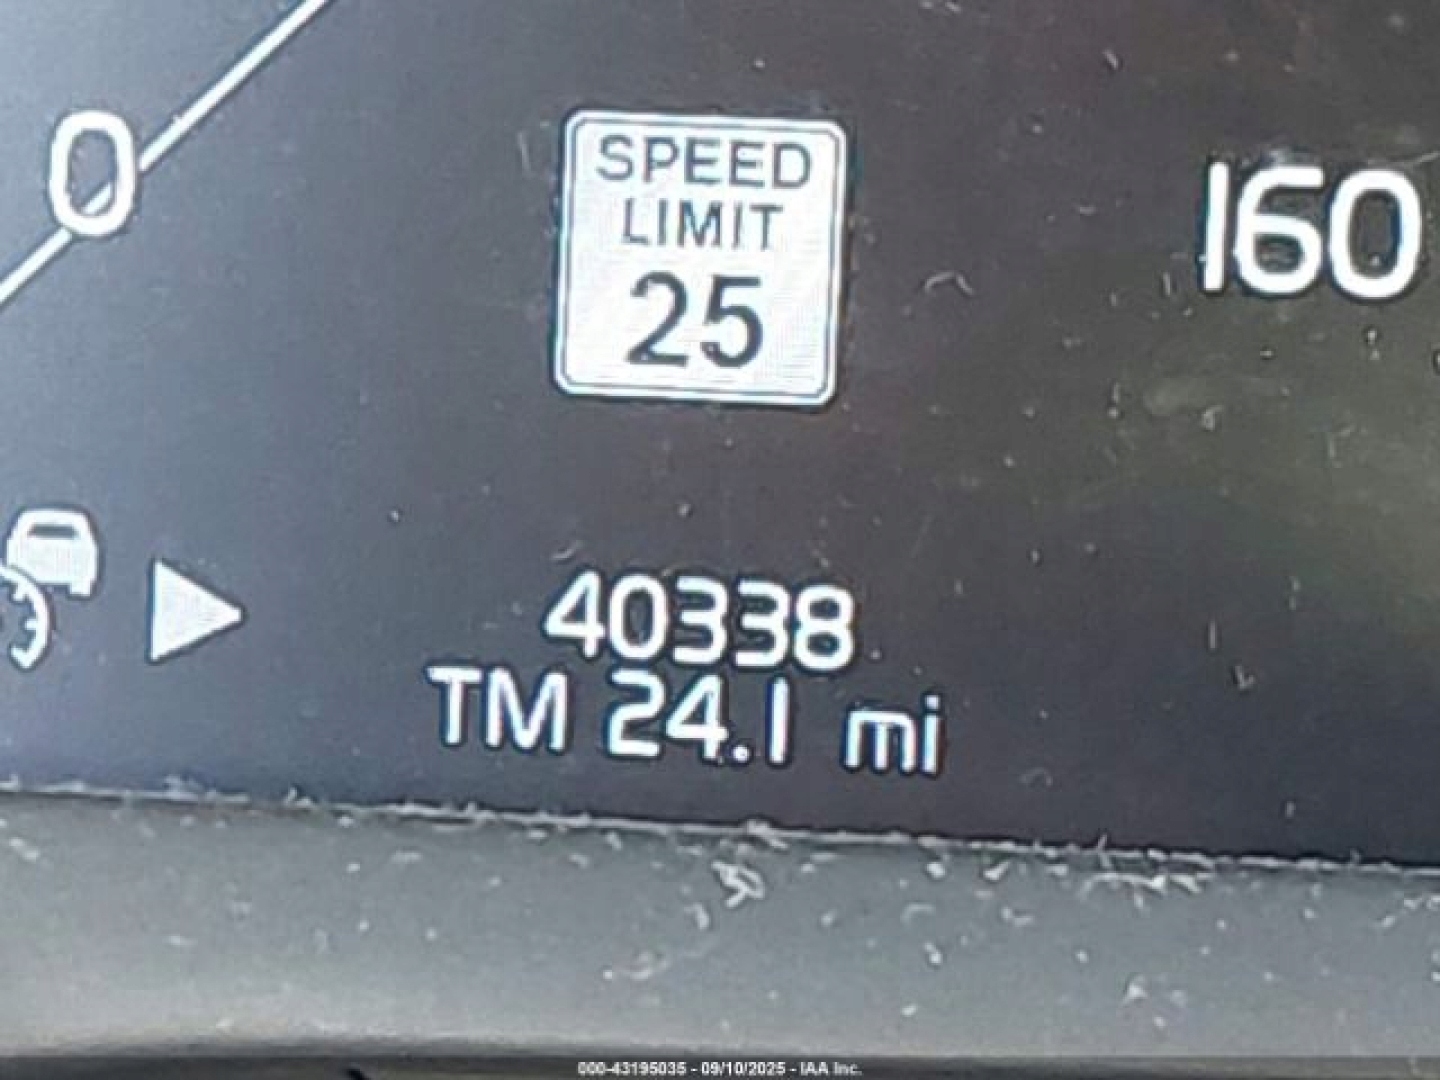 0
SPEED
LIMIT
25
160
40338
TM 24.1 mi
000-43195035 - 09/10/2025 - IAA Inc.